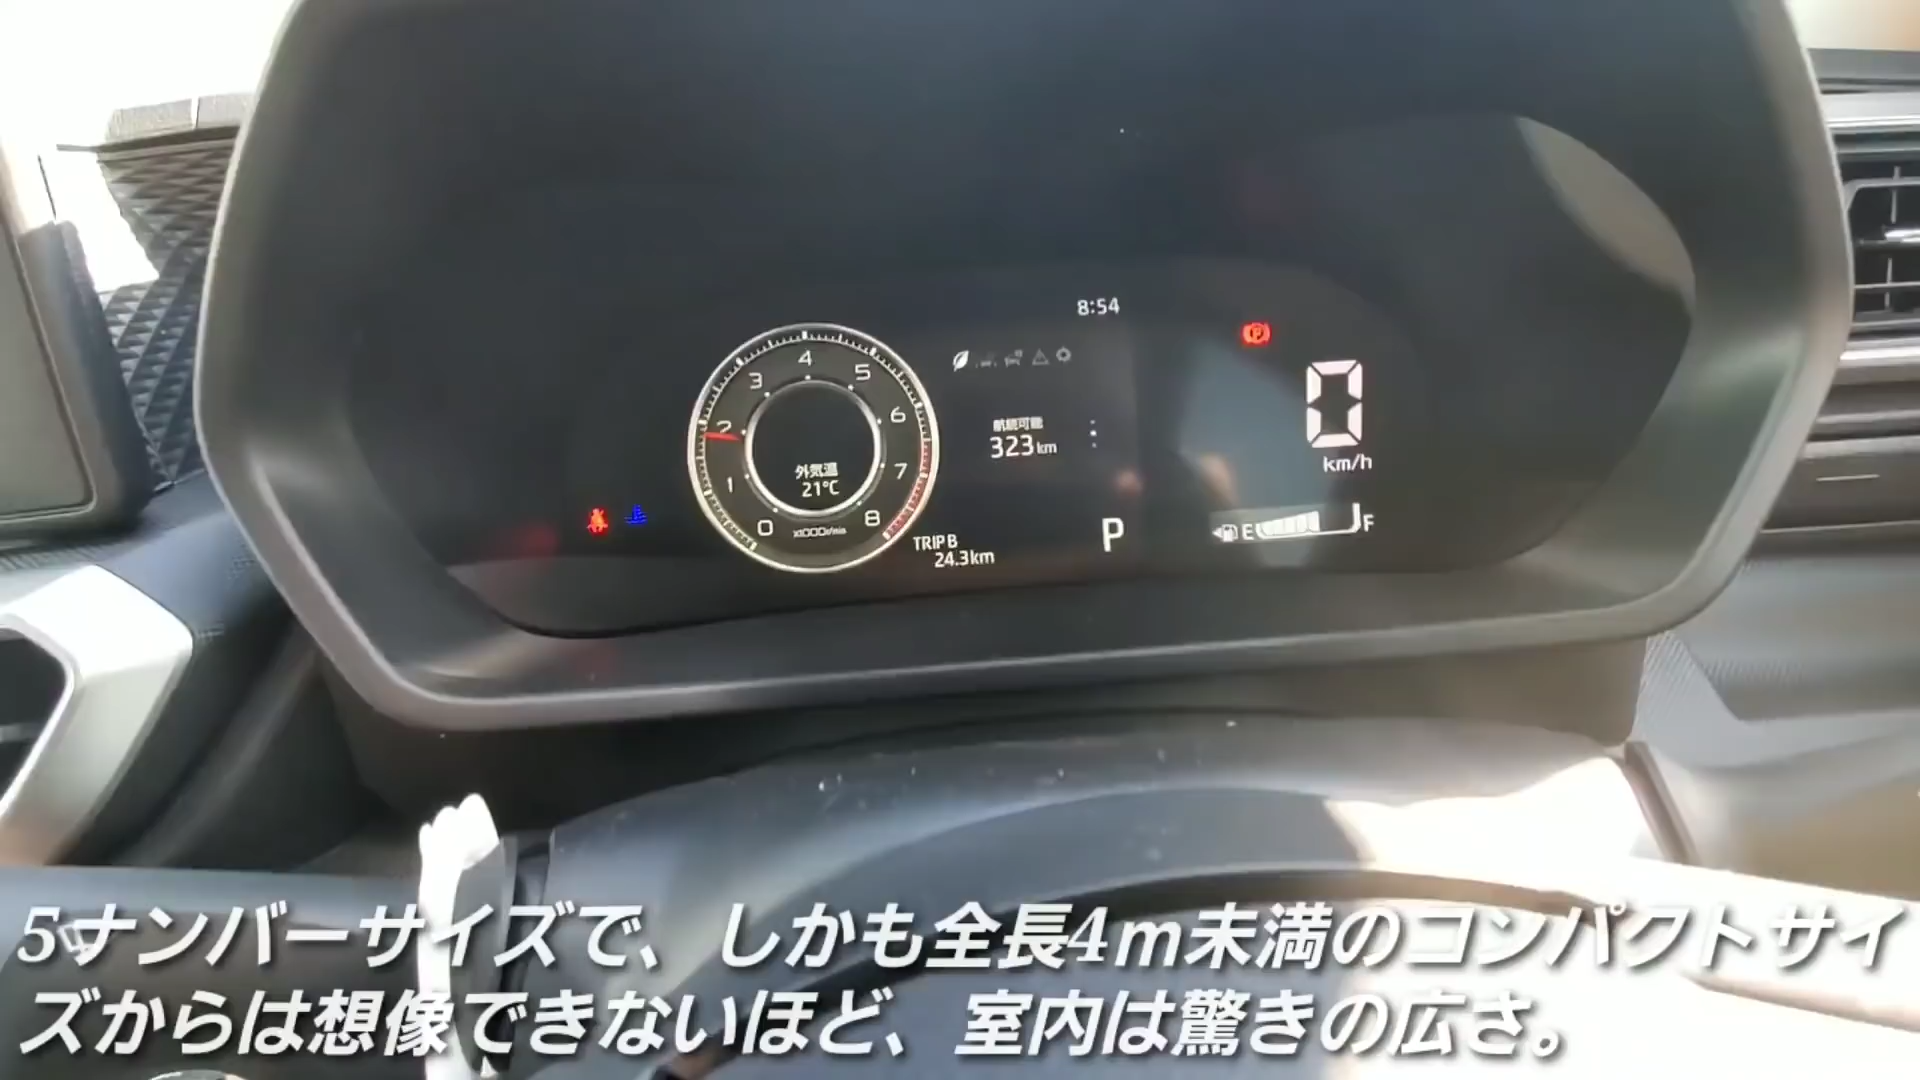 8:54
4
3
5
2
6
航続可能
323km
0
km/h
外気温
21℃
7
1
0
8
x1000r/min
TRIP B
24.3km
P
E
F
5ナンバーサイズで、しかも全長4m未満のコンパクトサイ
ズからは想像できないほど、室内は驚きの広さ。